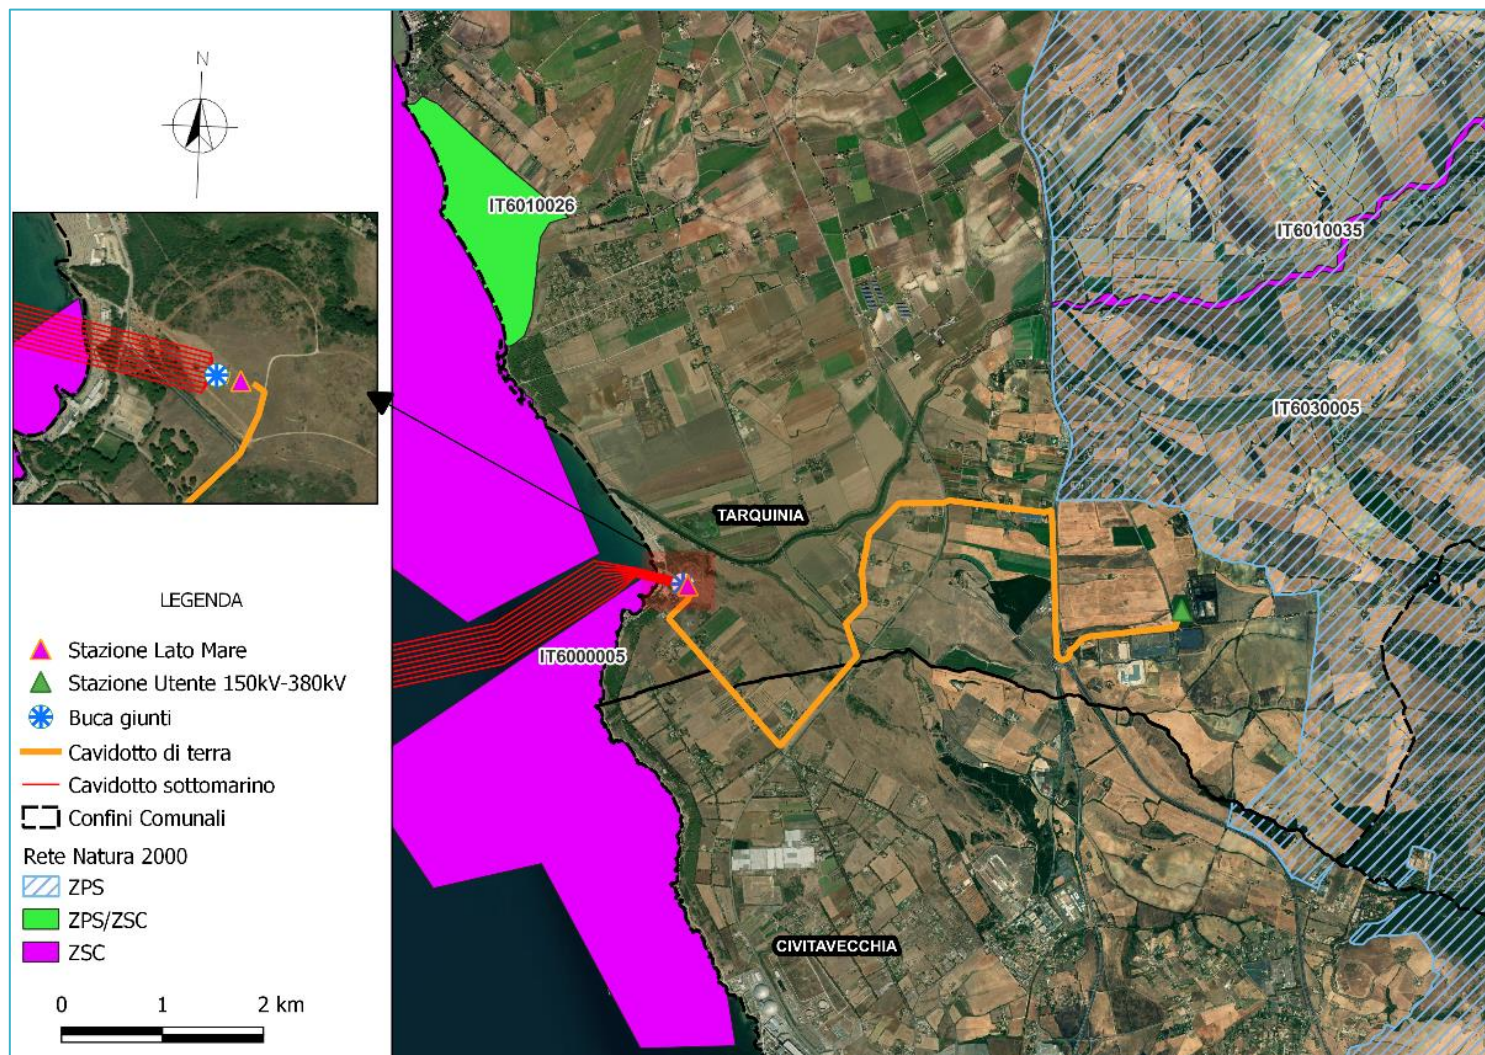 N
LEGENDA
Stazione Lato Mare
Stazione Utente 150kV-380kV
Buca giunti
Cavidotto di terra
Cavidotto sottomarino
Confini Comunali
Rete Natura 2000
ZPS
ZPS/ZSC
ZSC
0 1 2 km
IT6010026
IT6010035
IT6030005
TARQUINIA
IT6000005
CIVITAVECCHIA